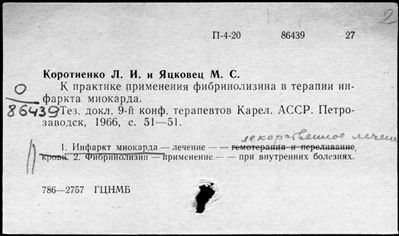 2
П-4-20 86439 27
Коротиенко Л. И. и Яцковец М. С.
К практике применения фибринолизина в терапии ин-
фаркта миокарда.
О
86439
Тез. докл. 9-й конф. терапевтов Карел. АССР. Петро-
заводск, 1966, с. 51—51.
лекарственное лечение
1. Инфаркт миокарда — лечение — — гемотерапия и переливание
крови. 2. Фибринолизин — применение — — при внутренних болезнях.
786—2757 ГЦНМБ